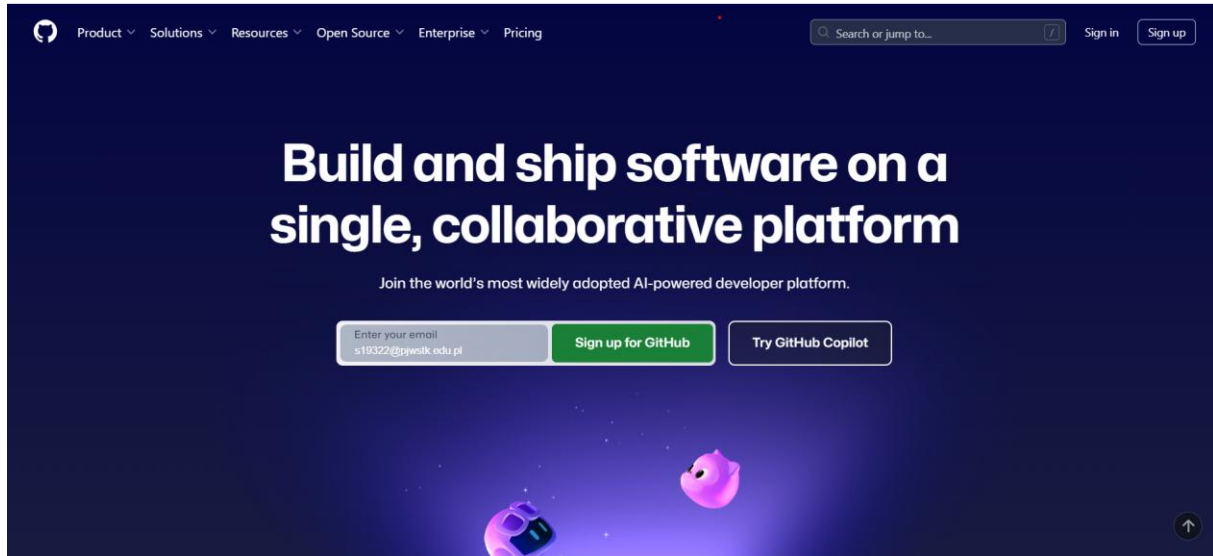 Product Solutions Resources Open Source Enterprise Pricing Search or jump to... / Sign in Sign up
Build and ship software on a
single, collaborative platform
Join the world's most widely adopted AI-powered developer platform.
Enter your email
s19322@pjwstk.edu.pl
Sign up for GitHub
Try GitHub Copilot